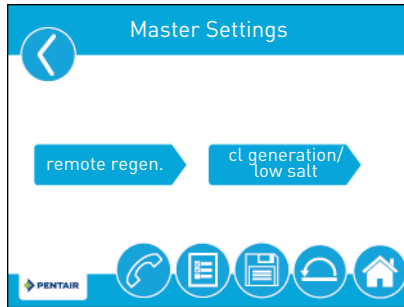 Master Settings
remote regen.
cl generation/
low salt
PENTAIR